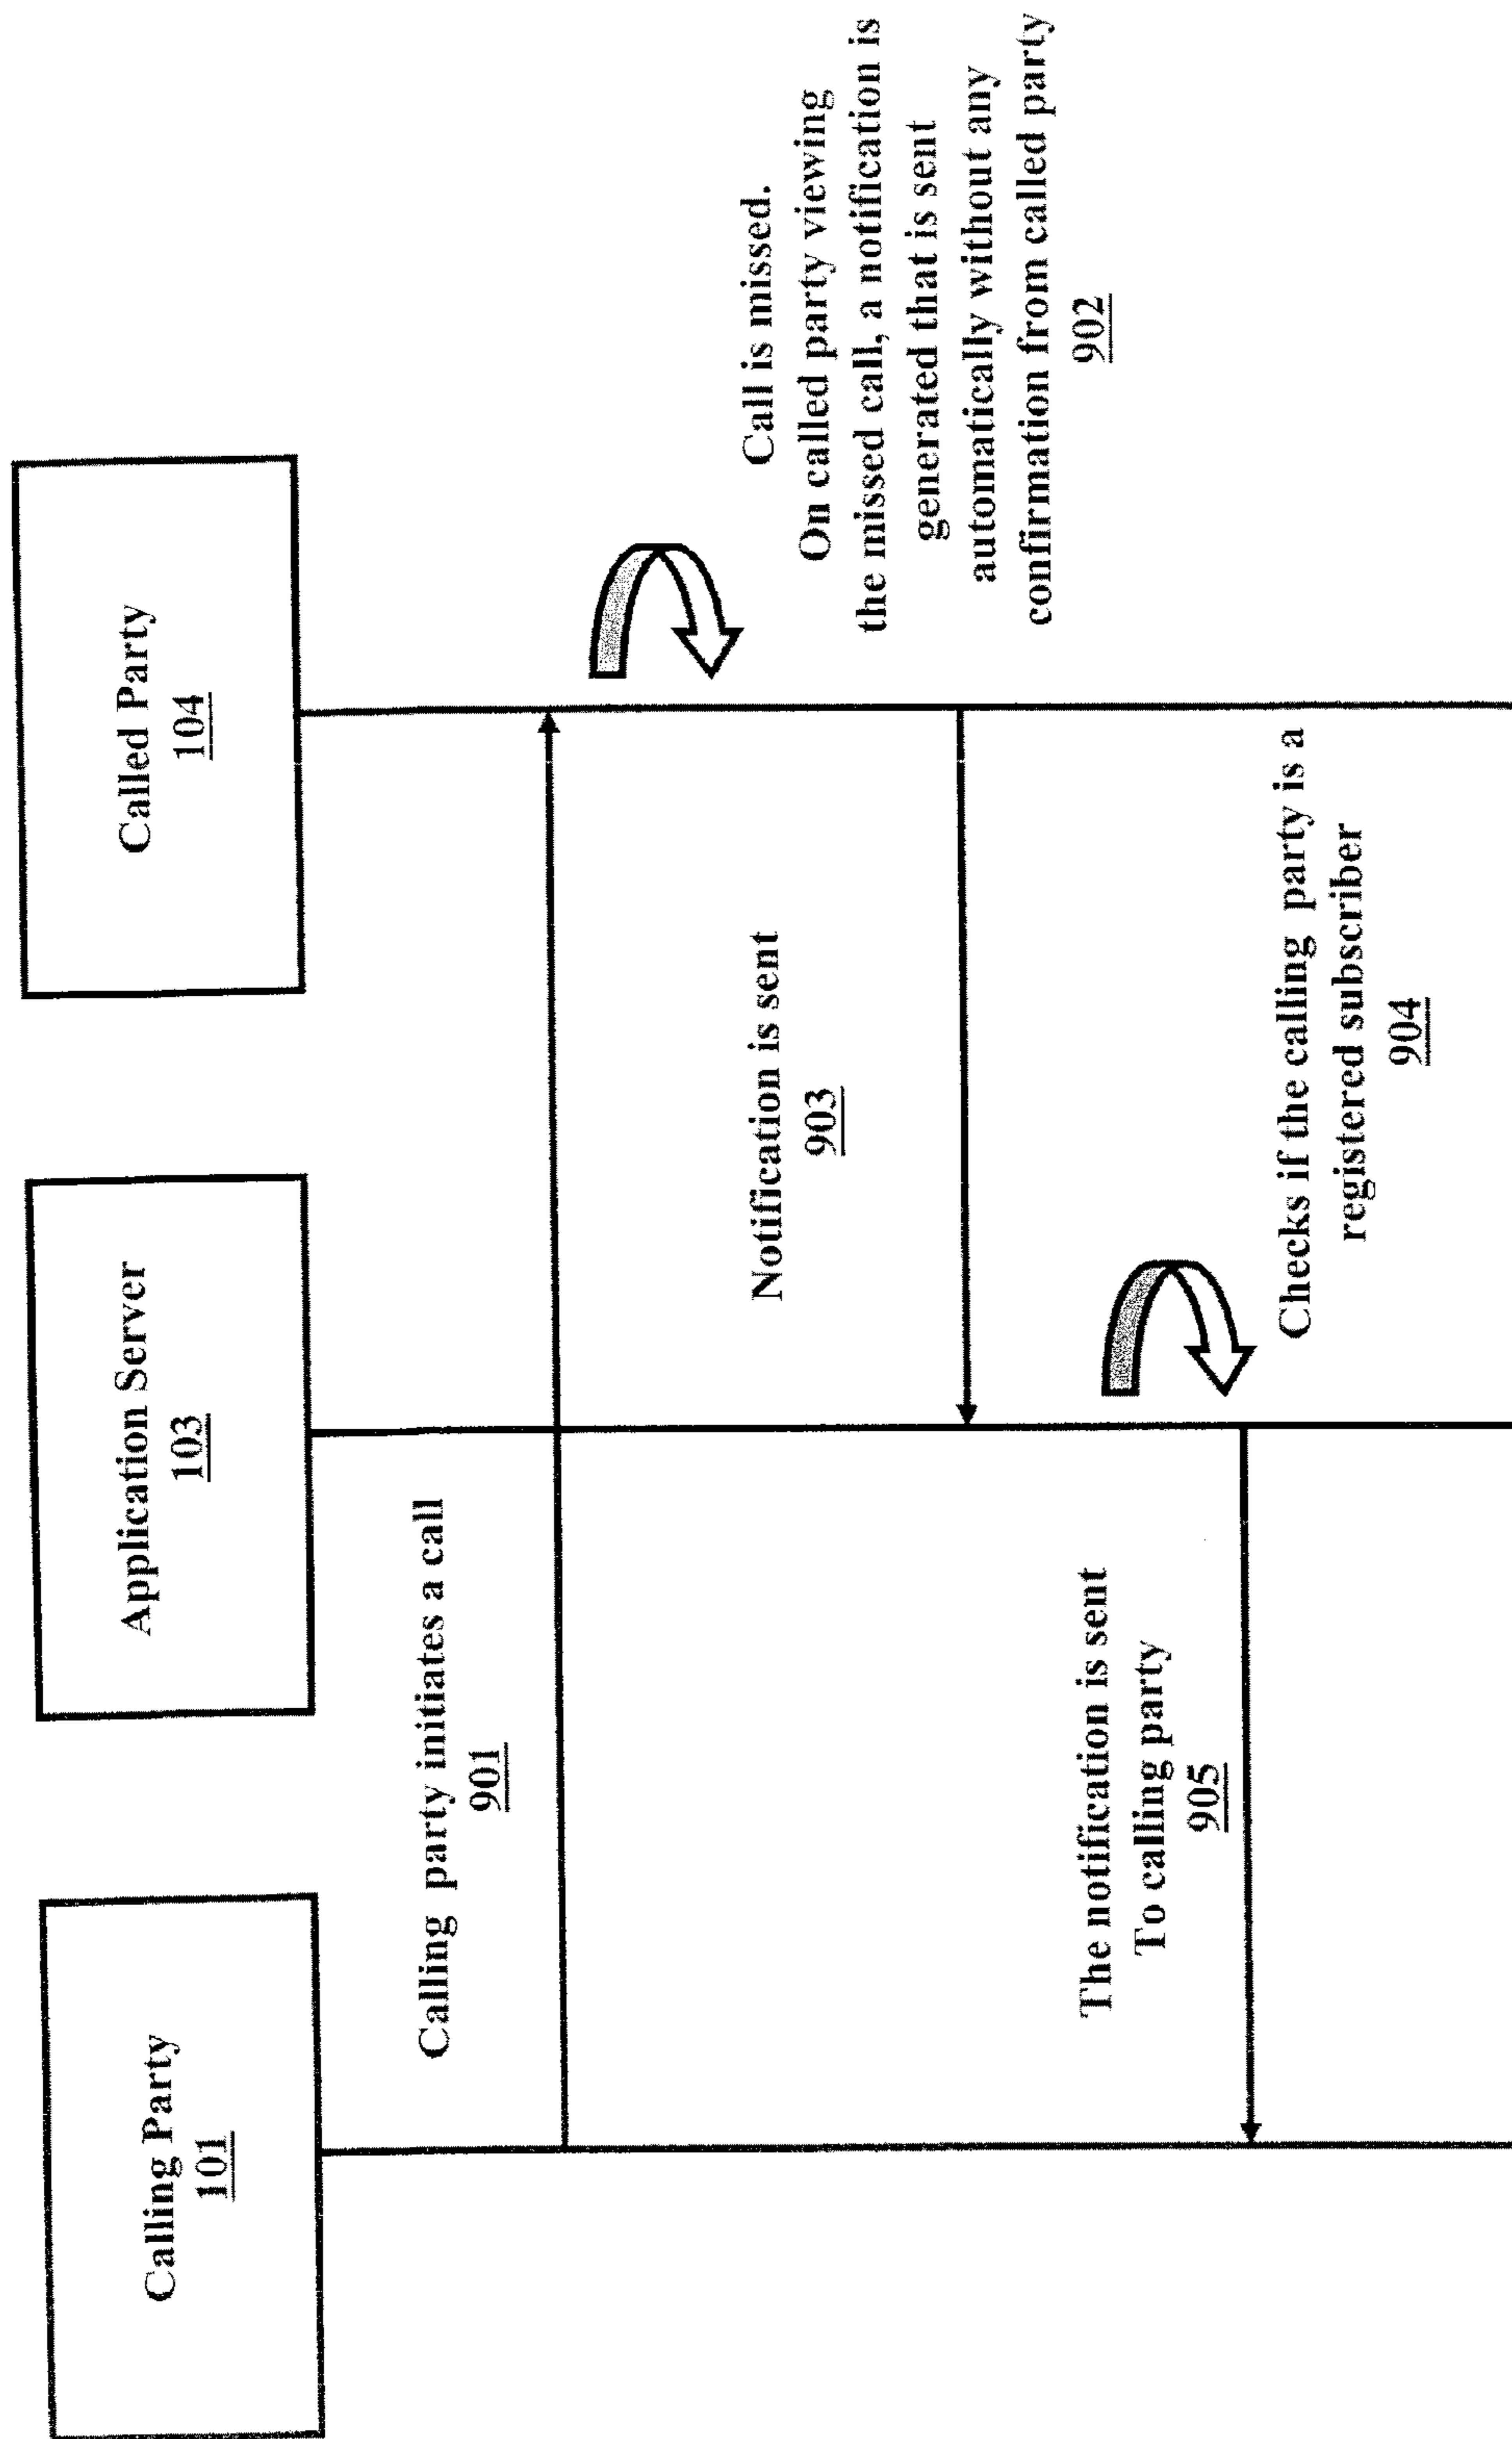 Calling Party
101
Application Server
103
Called Party
104
Calling party initiates a call
901
Call is missed.
On called party viewing
the missed call, a notification is
generated that is sent
automatically without any
confirmation from called party
902
Notification is sent
903
Checks if the calling party is a
registered subscriber
904
The notification is sent
To calling party
905